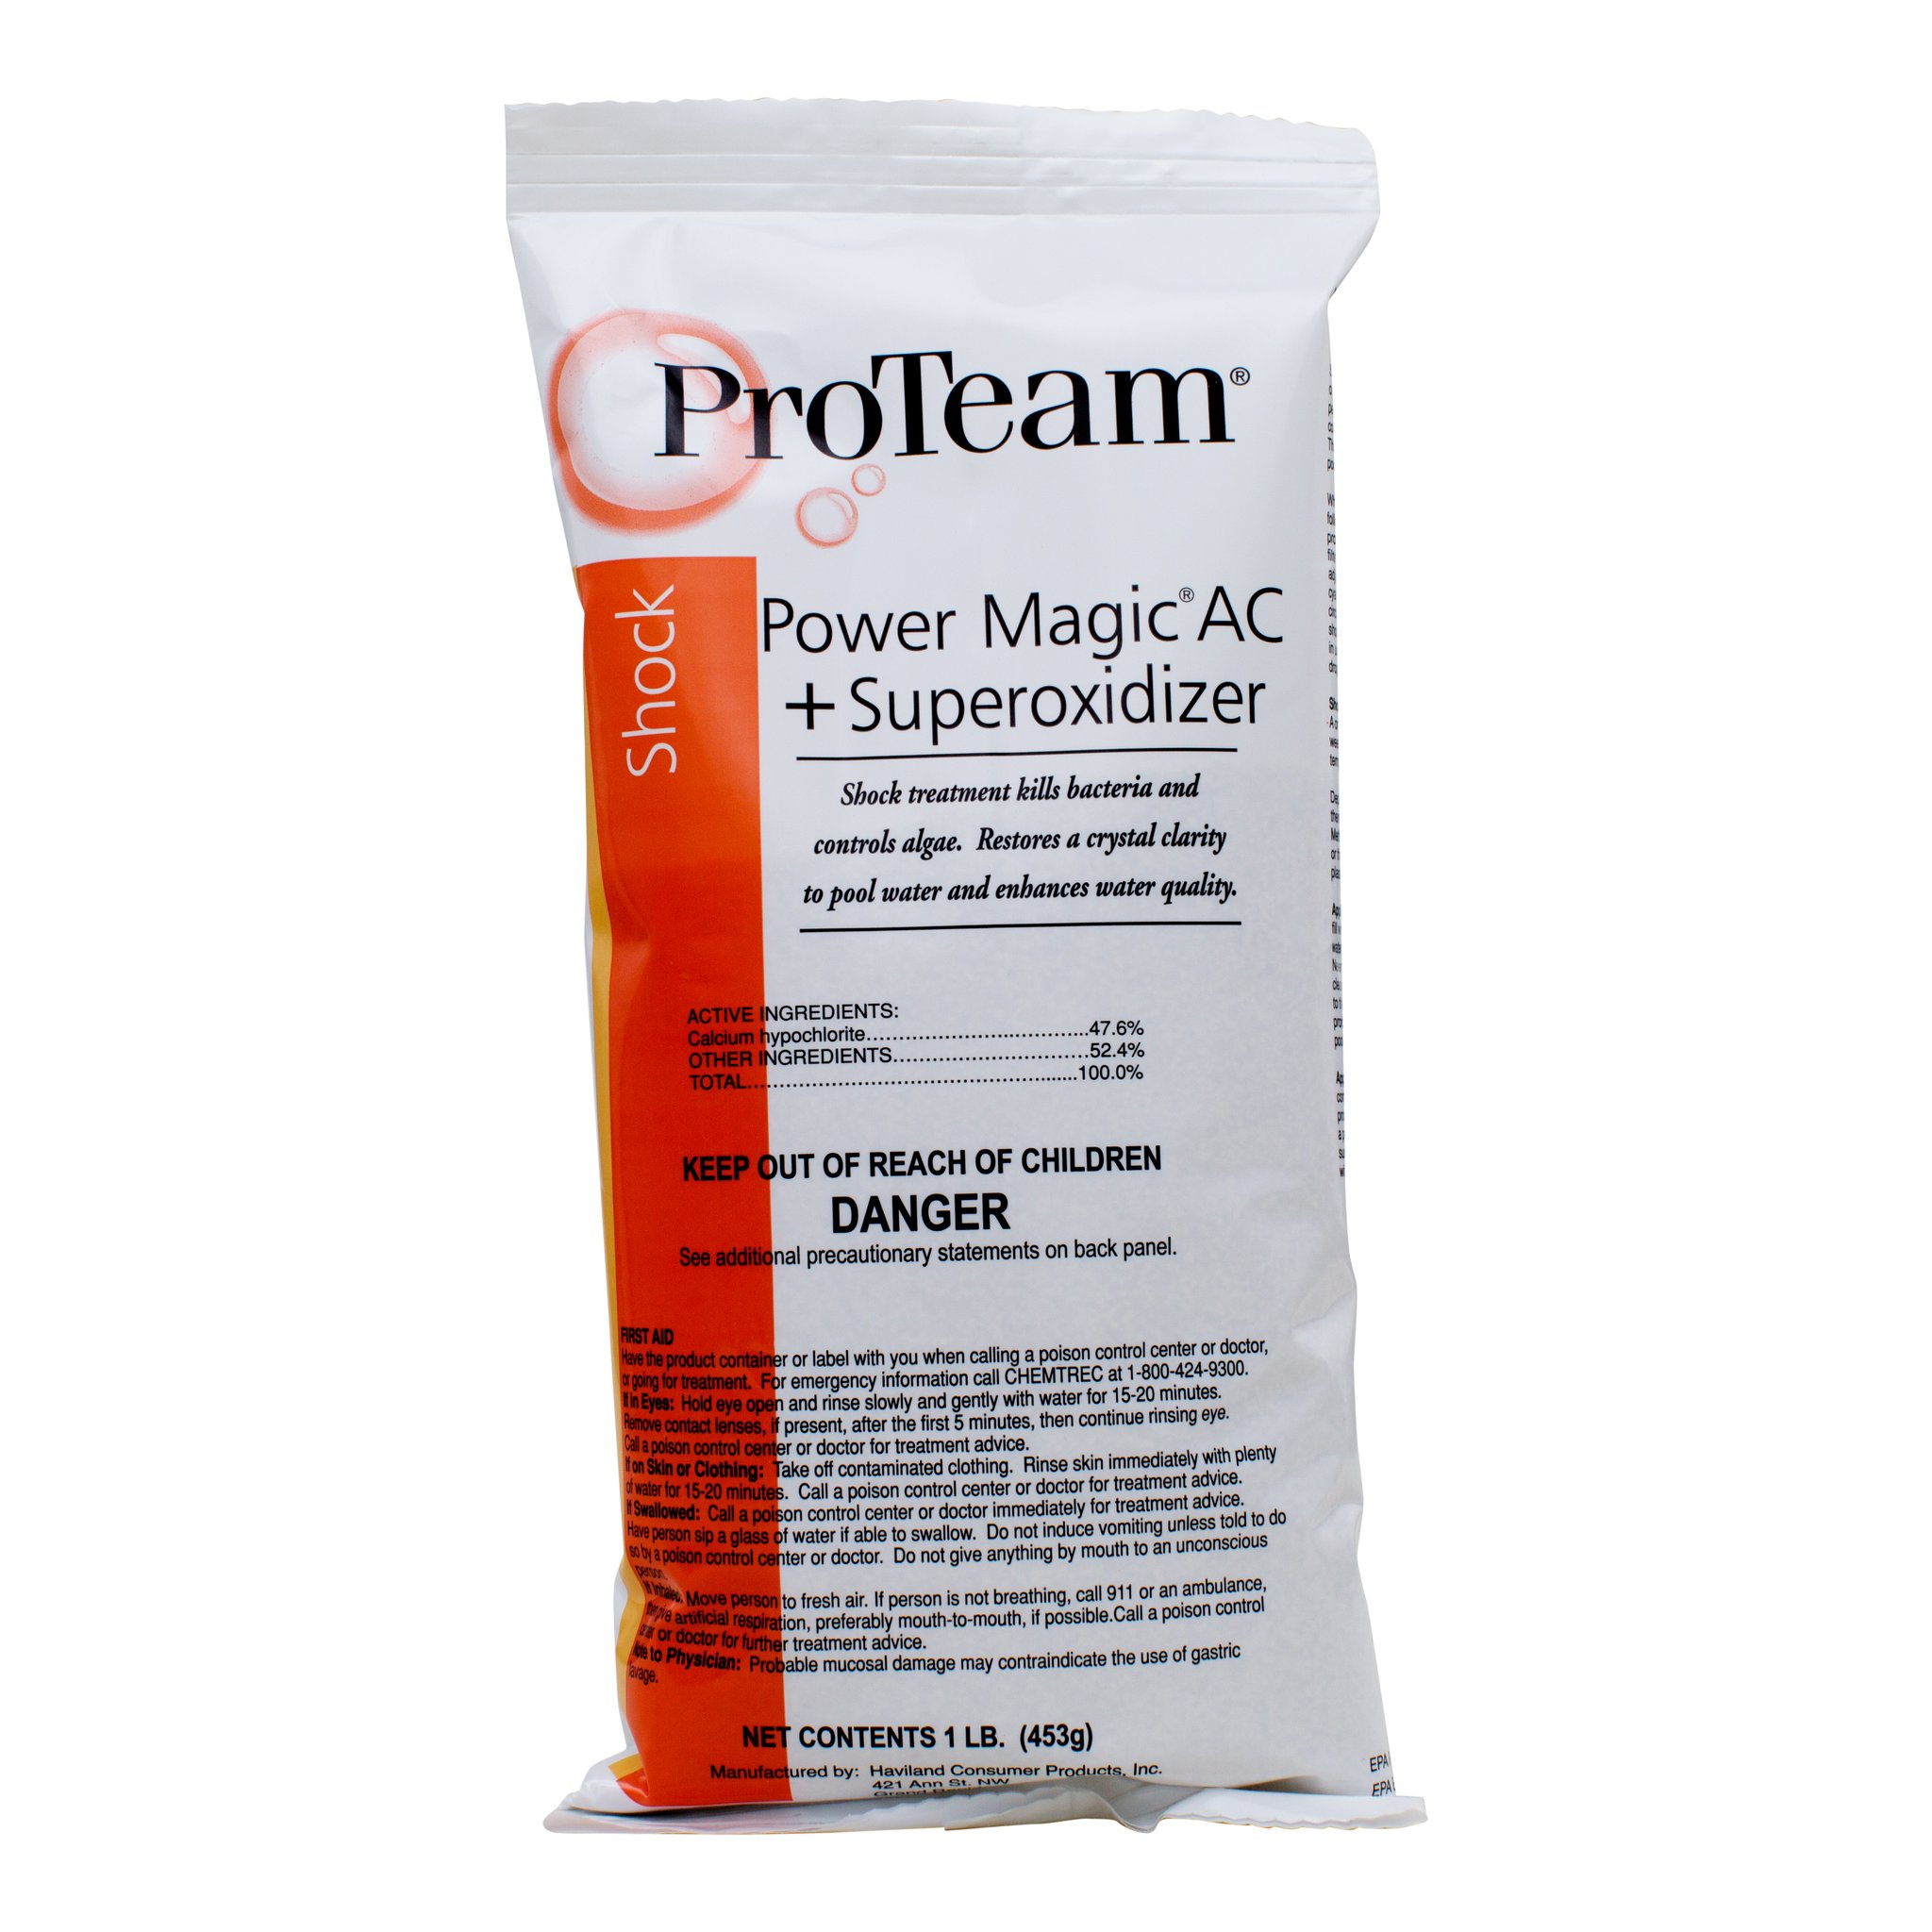 ProTeam®
Shock
Power Magic® AC
+ Superoxidizer
Shock treatment kills bacteria and
controls algae. Restores a crystal clarity
to pool water and enhances water quality.
ACTIVE INGREDIENTS:
Calcium hypochlorite..........................................47.6%
OTHER INGREDIENTS..............................52.4%
TOTAL..................................................100.0%
KEEP OUT OF REACH OF CHILDREN
DANGER
See additional precautionary statements on back panel.
FIRST AID
Have the product container or label with you when calling a poison control center or doctor,
or going for treatment. For emergency information call CHEMTREC at 1-800-424-9300.
If in Eyes: Hold eye open and rinse slowly and gently with water for 15-20 minutes.
Remove contact lenses, if present, after the first 5 minutes, then continue rinsing eye.
Call a poison control center or doctor for treatment advice.
If on Skin or Clothing: Take off contaminated clothing. Rinse skin immediately with plenty
of water for 15-20 minutes. Call a poison control center or doctor for treatment advice.
If Swallowed: Call a poison control center or doctor immediately for treatment advice.
Have person sip a glass of water if able to swallow. Do not induce vomiting unless told to do
so by a poison control center or doctor. Do not give anything by mouth to an unconscious
person.
If Inhaled: Move person to fresh air. If person is not breathing, call 911 or an ambulance,
artificial respiration, preferably mouth-to-mouth, if possible.Call a poison control
or doctor for further treatment advice.
Note to Physician: Probable mucosal damage may contraindicate the use of gastric
lavage.
NET CONTENTS 1 LB. (453g)
Manufactured by: Haviland Consumer Products, Inc.
421 Ann St. NW
EPA
EPA